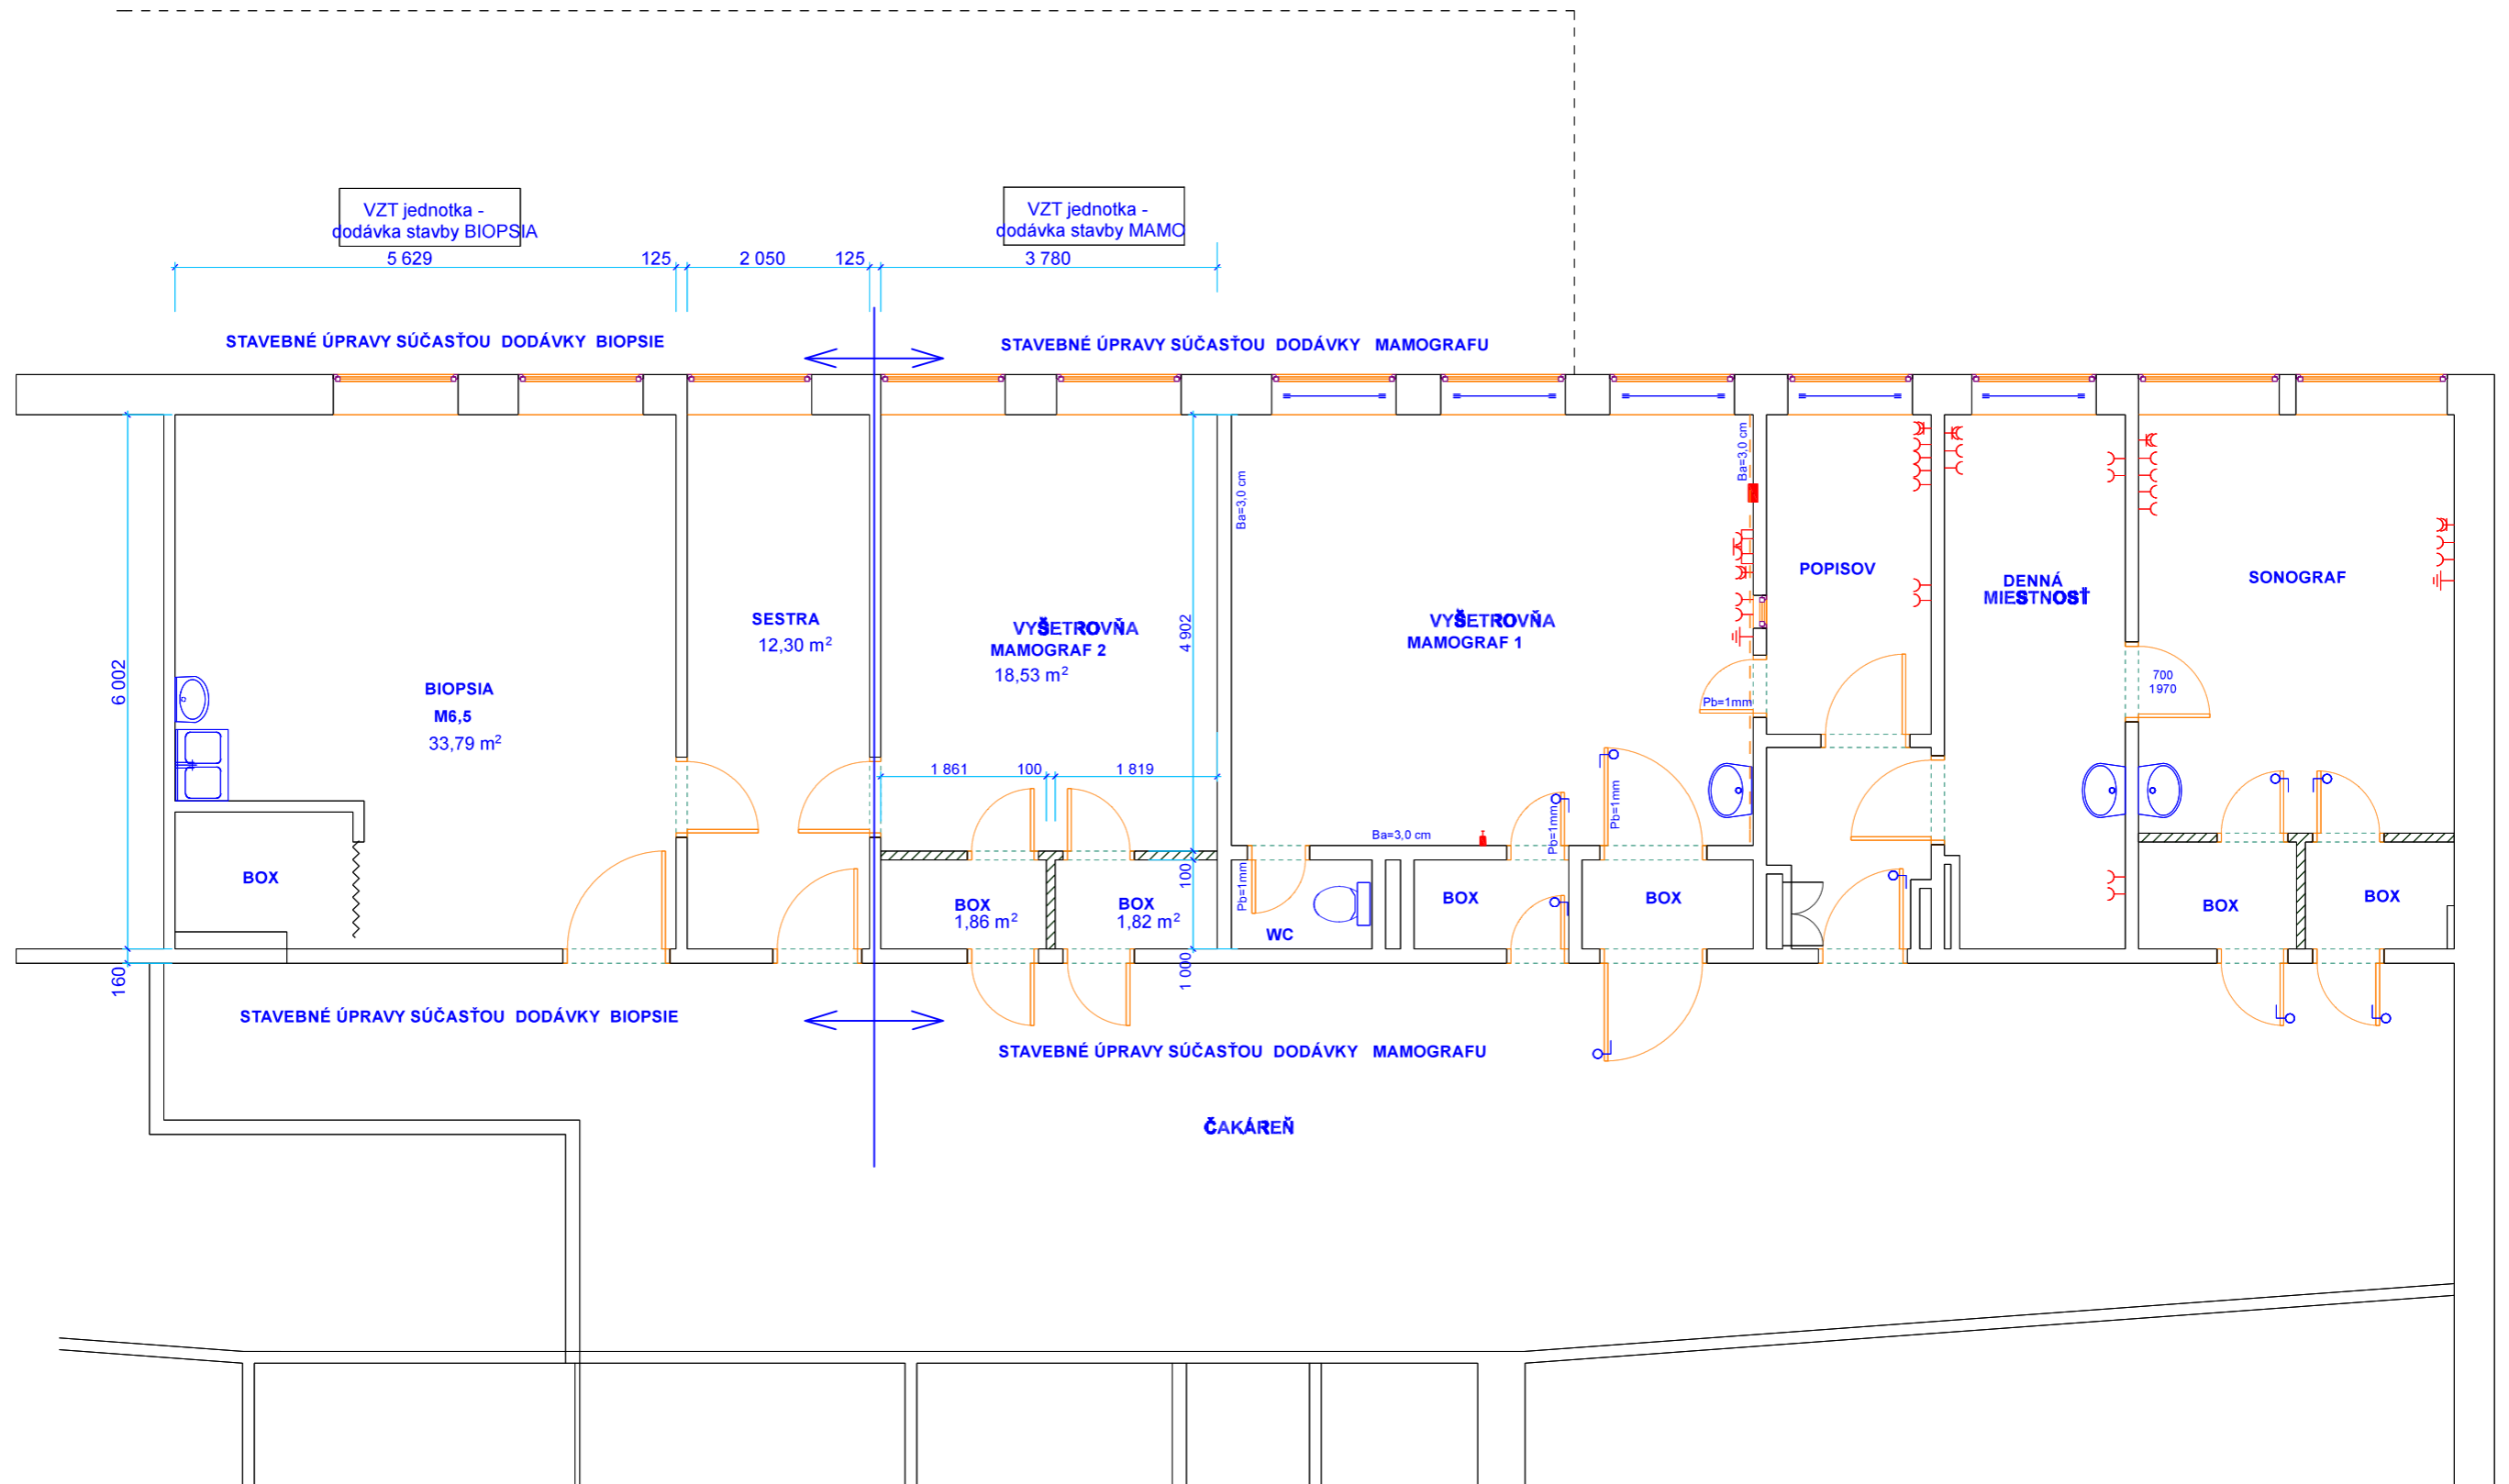 VZT jednotka -
dodávka stavby BIOPSIA
VZT jednotka -
dodávka stavby MAMO
5 629
125
2 050
125
3 780
STAVEBNÉ ÚPRAVY SÚČASŤOU DODÁVKY BIOPSIE
STAVEBNÉ ÚPRAVY SÚČASŤOU DODÁVKY MAMOGRAFU
6 002
160
BIOPSIA
M6,5
33,79 m²
BOX
SESTRA
12,30 m²
VYŠETROVŇA
MAMOGRAF 2
18,53 m²
4 902
1 861
100
1 819
100
1 000
BOX
1,86 m²
BOX
1,82 m²
Ba=3,0 cm
VYŠETROVŇA
MAMOGRAF 1
Ba=3,0 cm
Pb=1mm
Ba=3,0 cm
Pb=1mm
Pb=1mm
Pb=1mm
WC
BOX
BOX
POPISOV
DENNÁ
MIESTNOSŤ
700
1970
SONOGRAF
BOX
BOX
STAVEBNÉ ÚPRAVY SÚČASŤOU DODÁVKY BIOPSIE
STAVEBNÉ ÚPRAVY SÚČASŤOU DODÁVKY MAMOGRAFU
ČAKÁREŇ